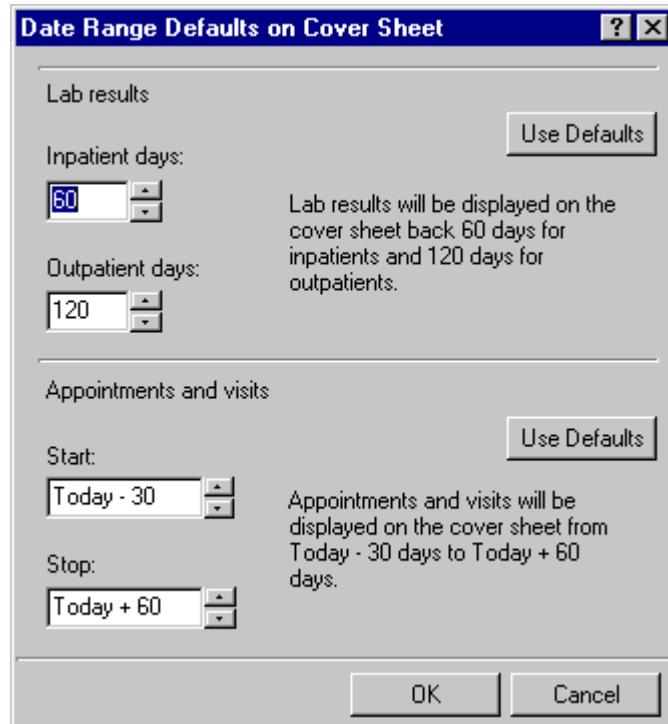 Date Range Defaults on Cover Sheet
Lab results
Use Defaults
Inpatient days:
60
Lab results will be displayed on the
cover sheet back 60 days for
inpatients and 120 days for
outpatients.
Outpatient days:
120
Appointments and visits
Use Defaults
Start:
Today - 30
Appointments and visits will be
displayed on the cover sheet from
Today - 30 days to Today + 60
days.
Stop:
Today + 60
OK
Cancel